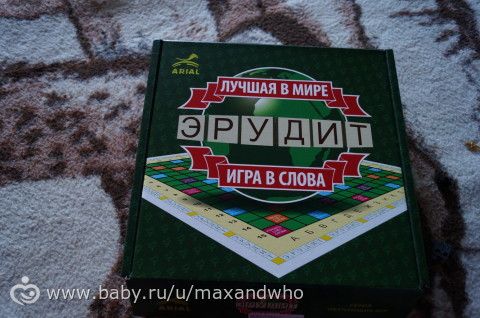 ARIAL
ЛУЧШАЯ В МИРЕ
ЭРУДИТ
ИГРА В СЛОВА
А Б В Г Д Е Ж
www.baby.ru/u/maxandwho